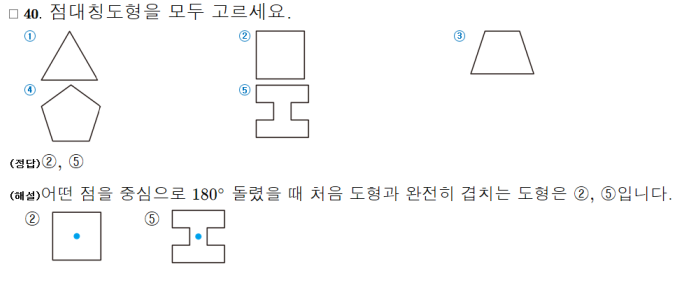 □ 40. 점대칭도형을 모두 고르세요.
① ② ③
④ ⑤
(정답)②, ⑤
(해설)어떤 점을 중심으로 180° 돌렸을 때 처음 도형과 완전히 겹치는 도형은 ②, ⑤입니다.
② ⑤